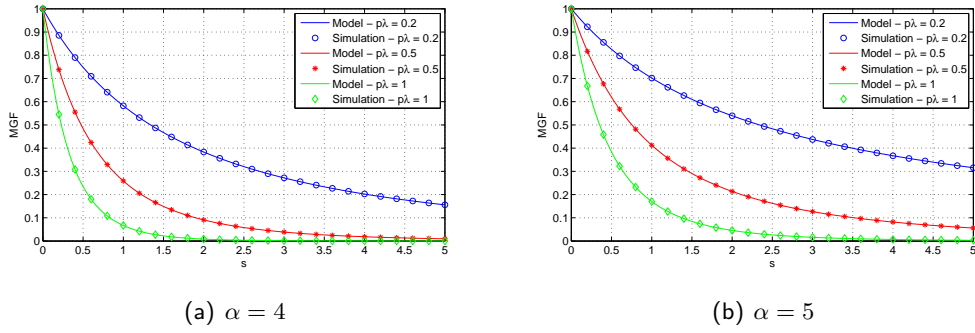 1
0.9
0.8
0.7
0.6
0.5
0.4
0.3
0.2
0.1
0
MGF
0 0.5 1 1.5 2 2.5 3 3.5 4 4.5 5
s
Model – pλ = 0.2
Simulation – pλ = 0.2
Model – pλ = 0.5
Simulation – pλ = 0.5
Model – pλ = 1
Simulation – pλ = 1
(a) α = 4
1
0.9
0.8
0.7
0.6
0.5
0.4
0.3
0.2
0.1
0
MGF
0 0.5 1 1.5 2 2.5 3 3.5 4 4.5 5
s
Model – pλ = 0.2
Simulation – pλ = 0.2
Model – pλ = 0.5
Simulation – pλ = 0.5
Model – pλ = 1
Simulation – pλ = 1
(b) α = 5